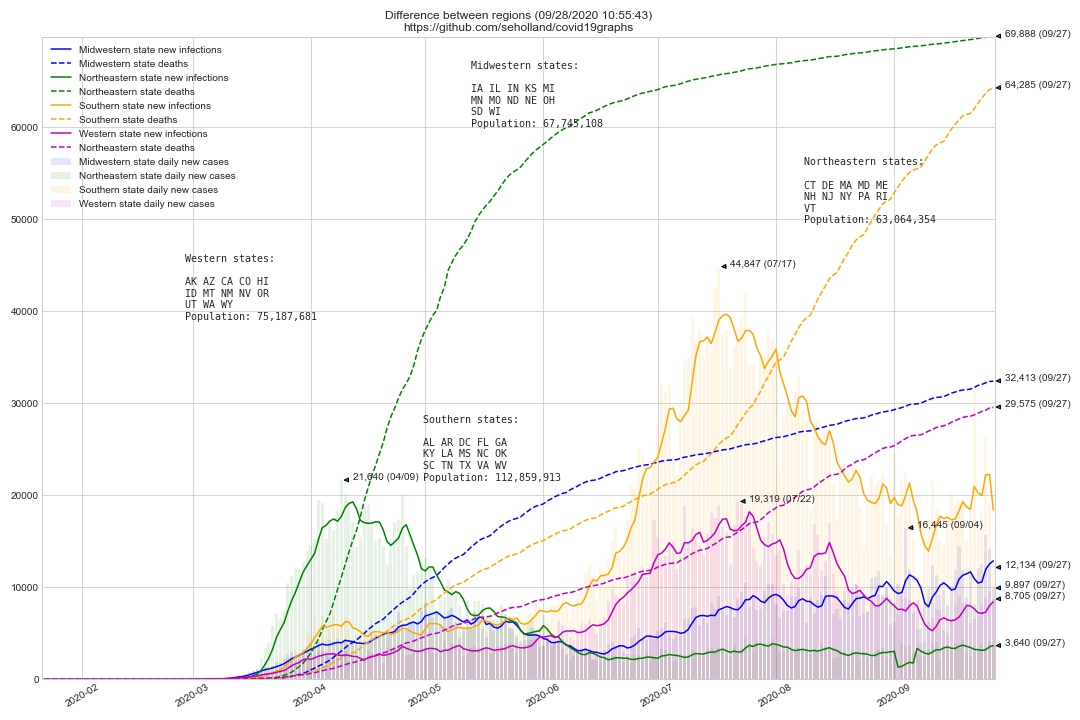 Difference between regions (09/28/2020 10:55:43)
https://github.com/seholland/covid19graphs
Midwestern state new infections
Midwestern state deaths
Northeastern state new infections
Northeastern state deaths
Southern state new infections
Southern state deaths
Western state new infections
Northeastern state deaths
Midwestern state daily new cases
Northeastern state daily new cases
Southern state daily new cases
Western state daily new cases
Midwestern states:
IA IL IN KS MI
MN MO ND NE OH
SD WI
Population: 67,745,108
Northeastern states:
CT DE MA MD ME
NH NJ NY PA RI
VT
Population: 63,064,354
Western states:
AK AZ CA CO HI
ID MT NM NV OR
UT WA WY
Population: 75,187,681
Southern states:
AL AR DC FL GA
KY LA MS NC OK
SC TN TX VA WV
Population: 112,859,913
69,888 (09/27)
64,285 (09/27)
44,847 (07/17)
32,413 (09/27)
29,575 (09/27)
21,640 (04/09)
19,319 (07/22)
16,445 (09/04)
12,134 (09/27)
9,897 (09/27)
8,705 (09/27)
3,640 (09/27)
60000
50000
40000
30000
20000
10000
0
2020-02
2020-03
2020-04
2020-05
2020-06
2020-07
2020-08
2020-09